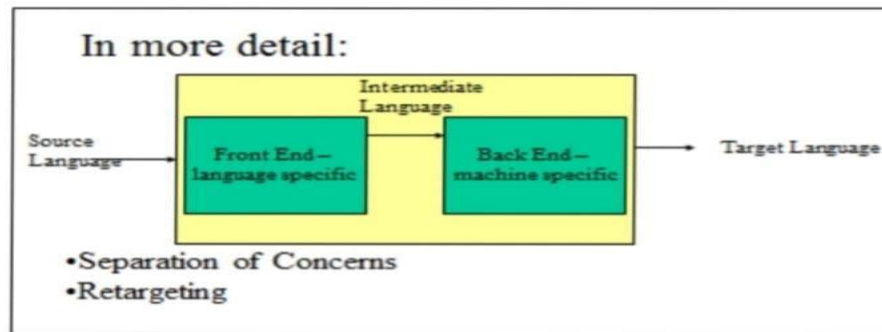 In more detail:
Intermediate
Language
Source
Language
Front End–
language specific
Back End–
machine specific
Target Language
•Separation of Concerns
•Retargeting